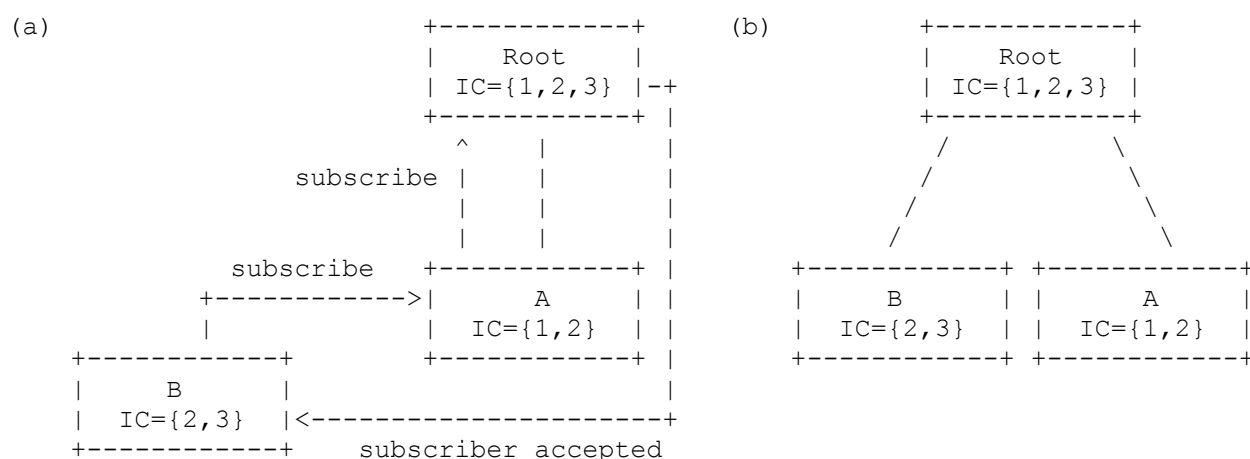 (a) (b)
Root Root
IC={1,2,3} IC={1,2,3}
subscribe
subscribe
A B A
IC={1,2} IC={2,3} IC={1,2}
B
IC={2,3}
subscriber accepted